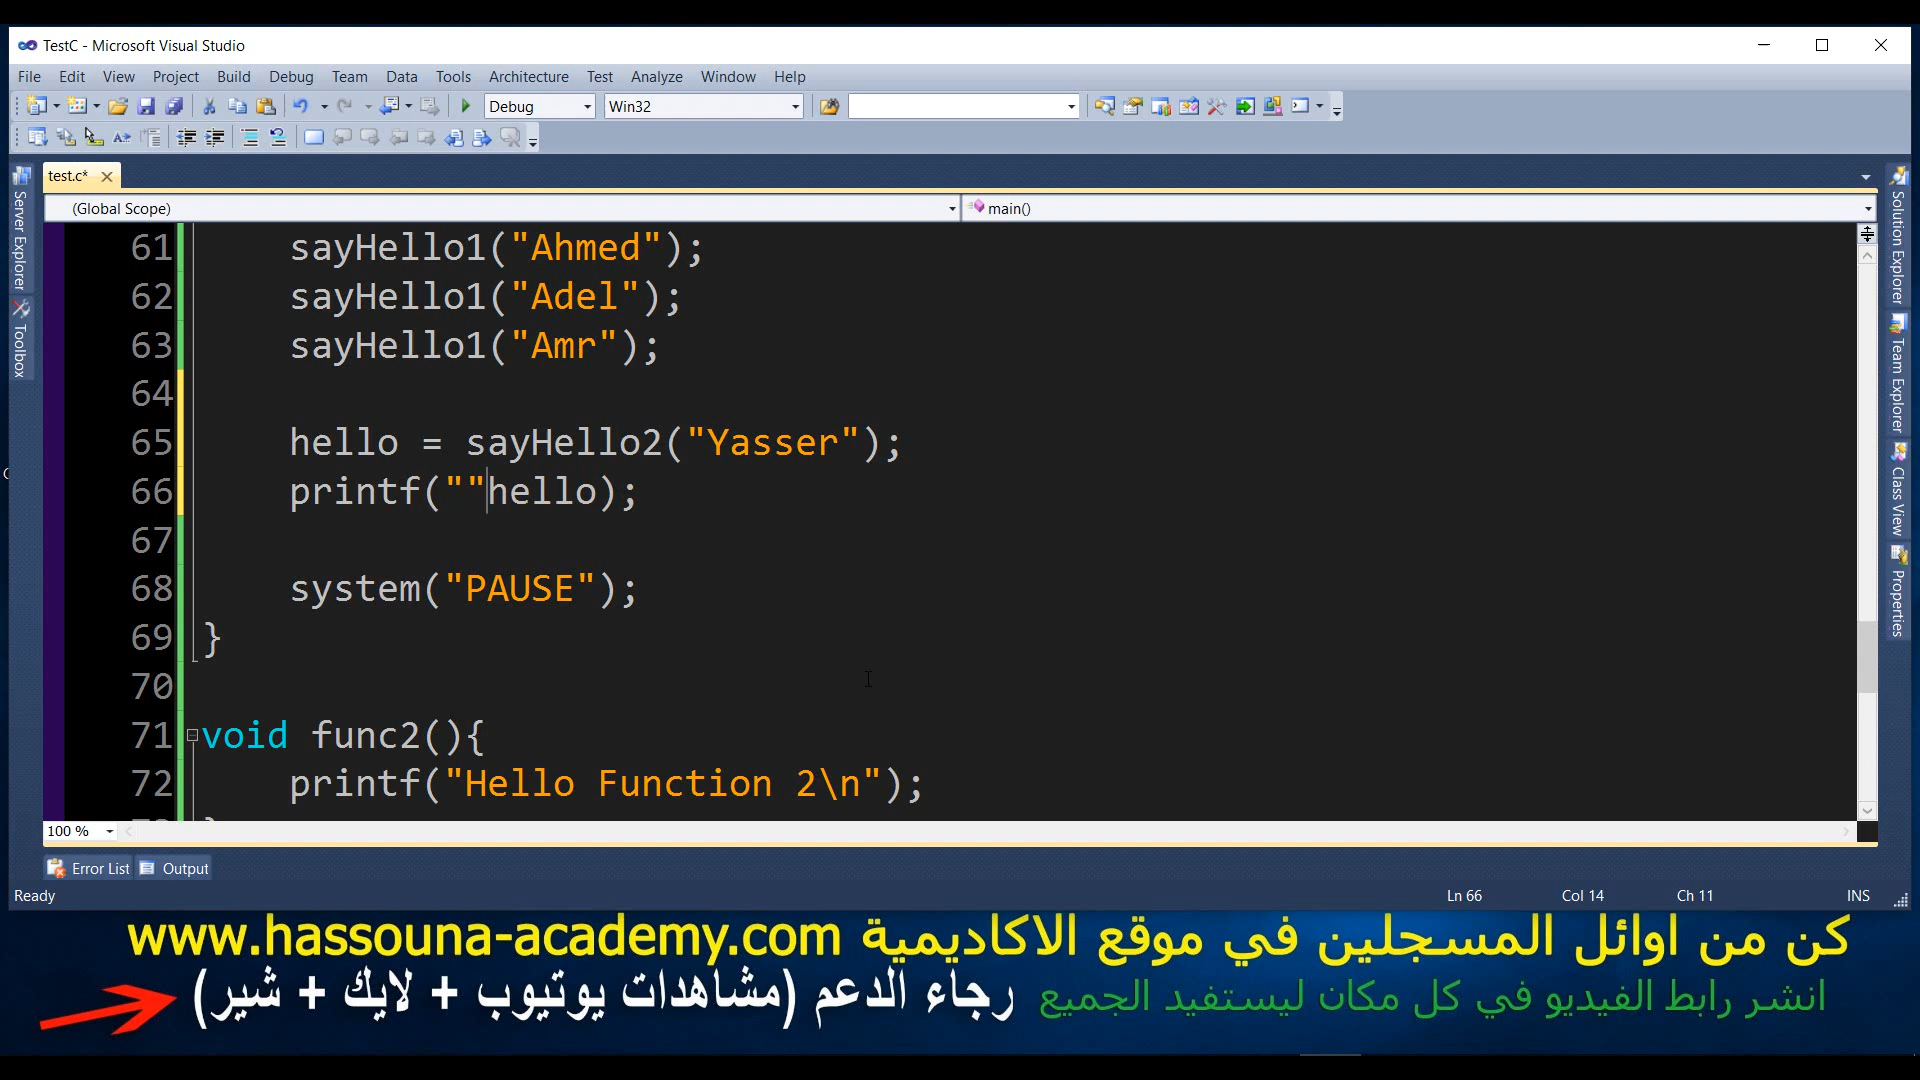 TestC - Microsoft Visual Studio
File Edit View Project Build Debug Team Data Tools Architecture Test Analyze Window Help
Debug Win32
test.c*
(Global Scope) main()
Server Explorer
Toolbox
Solution Explorer
Team Explorer
Class View
Properties
61 sayHello1("Ahmed");
62 sayHello1("Adel");
63 sayHello1("Amr");
64
65 hello = sayHello2("Yasser");
66 printf(""hello);
67
68 system("PAUSE");
69 }
70
71 void func2(){
72 printf("Hello Function 2\n");
100 %
Error List Output
Ready Ln 66 Col 14 Ch 11 INS
كن من اوائل المسجلين في موقع الاكاديمية www.hassouna-academy.com
انشر رابط الفيديو في كل مكان ليستفيد الجميع رجاء الدعم (مشاهدات يوتيوب + لايك + شير)